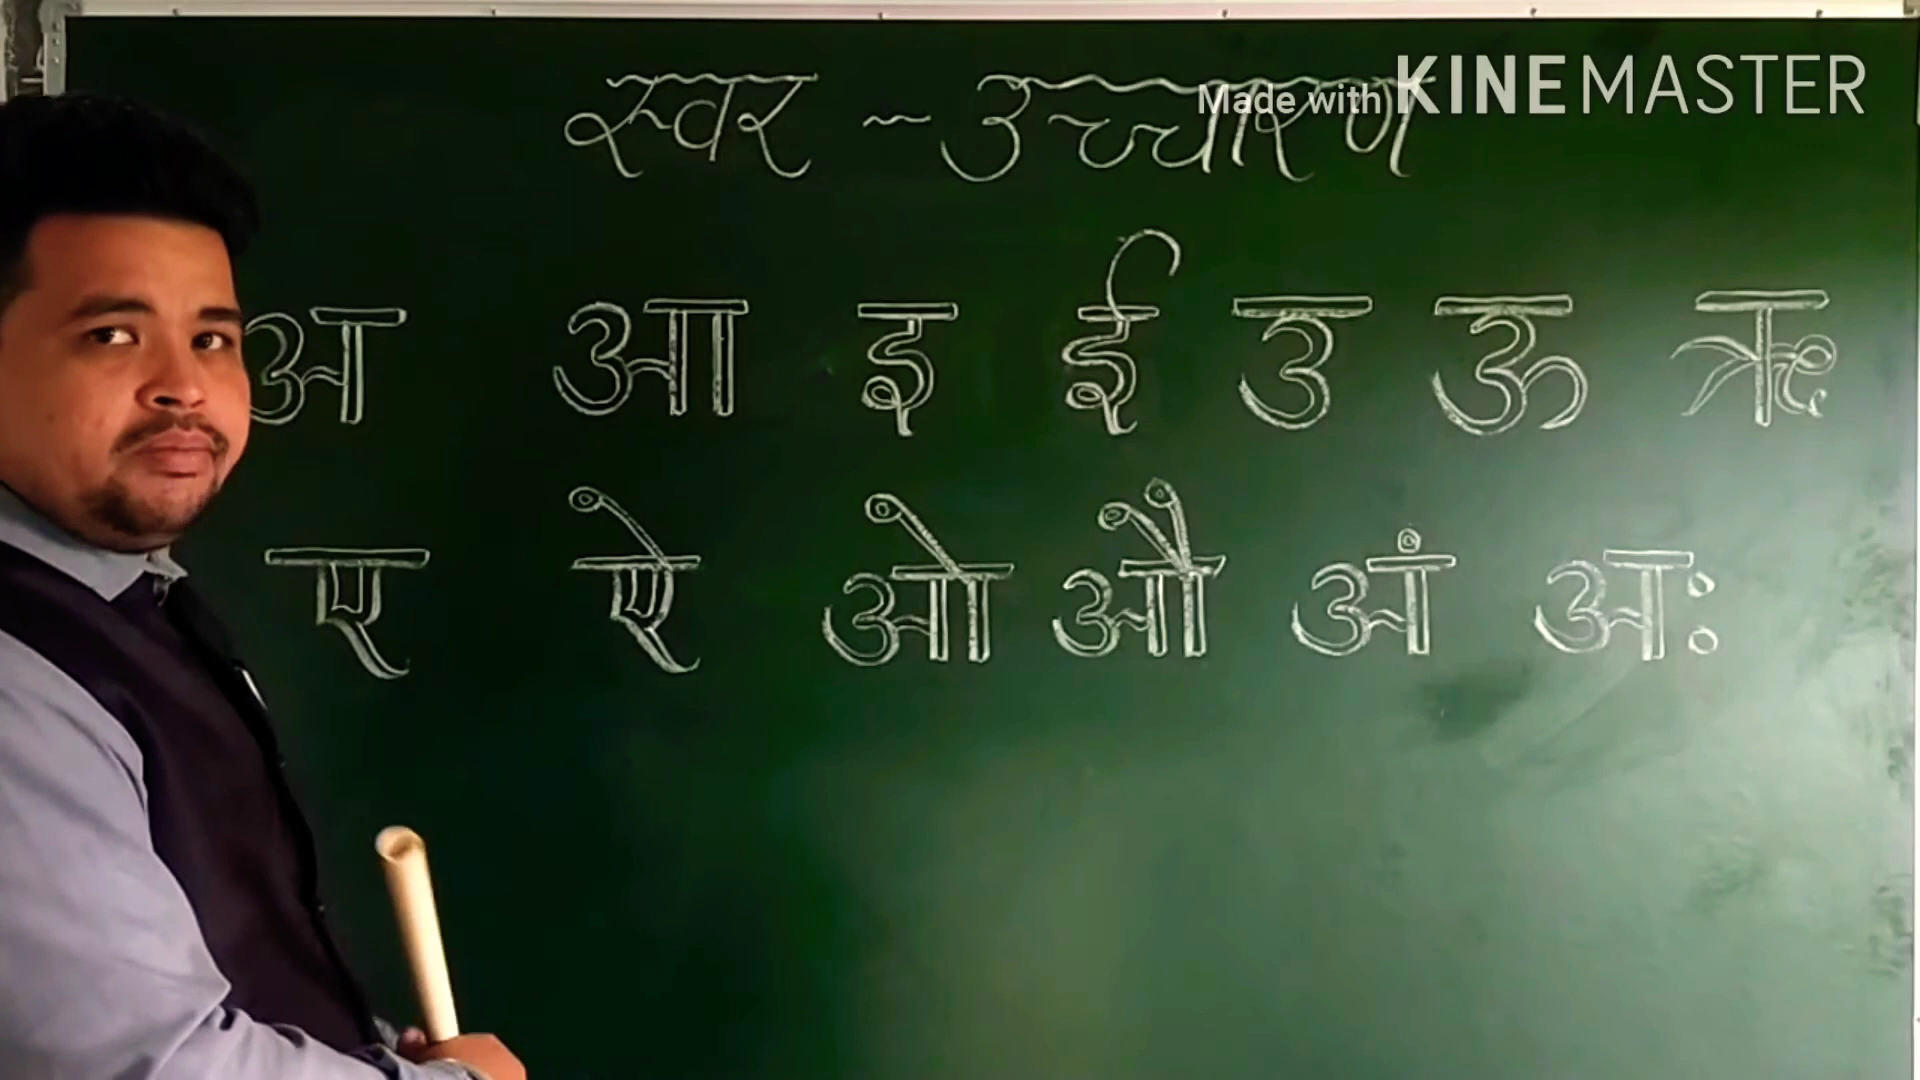 स्वर - उच्चारण
Made with KINEMASTER
अ आ इ ई उ ऊ ऋ
ए ऐ ओ औ अं अः